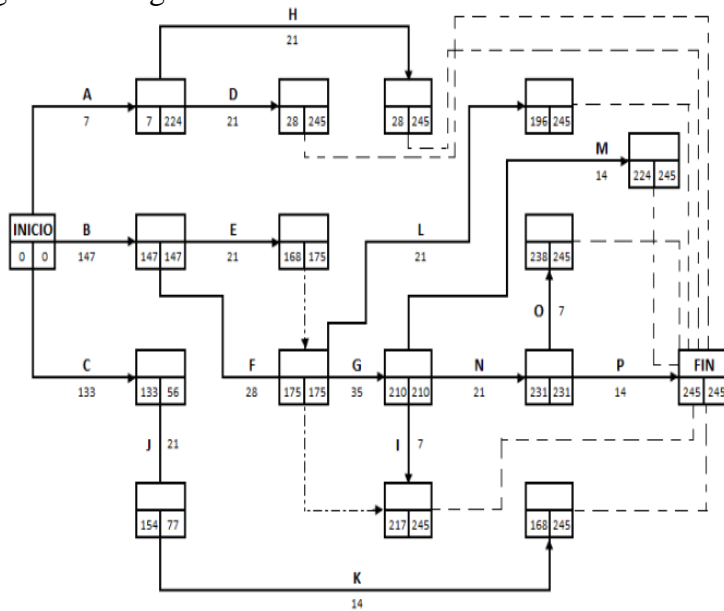 H
21
A
D
7 224
28 245
28 245
196 245
7
21
M
14
224 245
INICIO
B
E
L
0 0
147
147 147
21
168 175
21
238 245
O 7
C
F
G
N
P
FIN
133
133 56
28
175 175
35
210 210
21
231 231
14
245 245
J 21
I 7
154 77
217 245
168 245
K
14